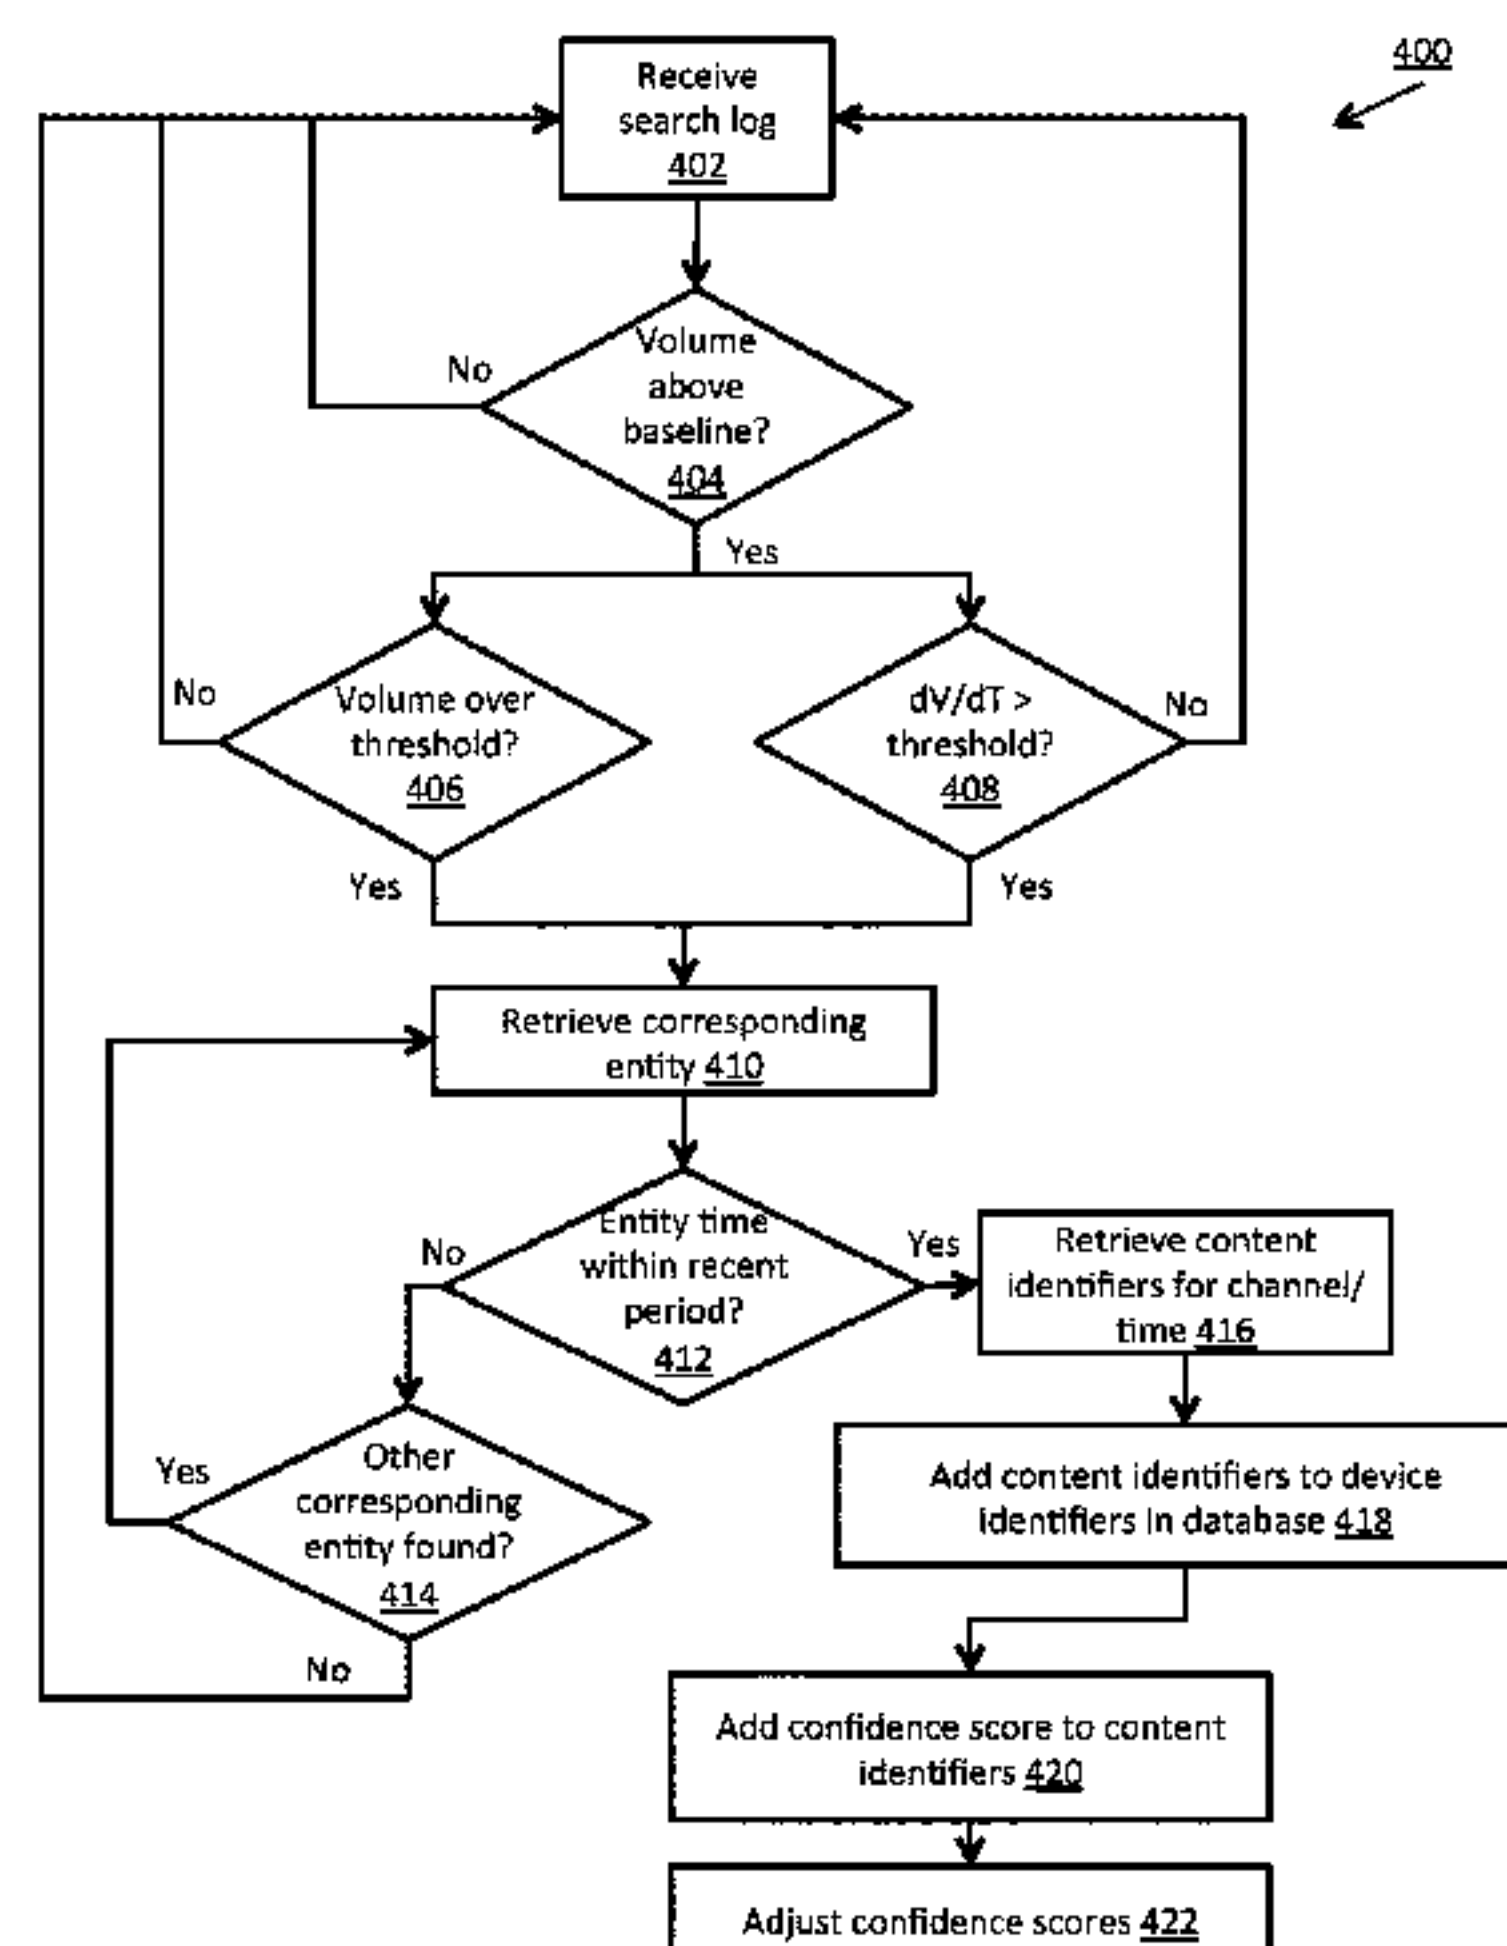 400
Receive
search log
402
No
Volume
above
baseline?
404
Yes
No
Volume over
threshold?
406
dV/dT >
threshold?
408
No
Yes
Yes
Retrieve corresponding
entity 410
No
Entity time
within recent
period?
412
Yes
Retrieve content
identifiers for channel/
time 416
Yes
Other
corresponding
entity found?
414
No
Add content identifiers to device
identifiers in database 418
Add confidence score to content
identifiers 420
Adjust confidence scores 422